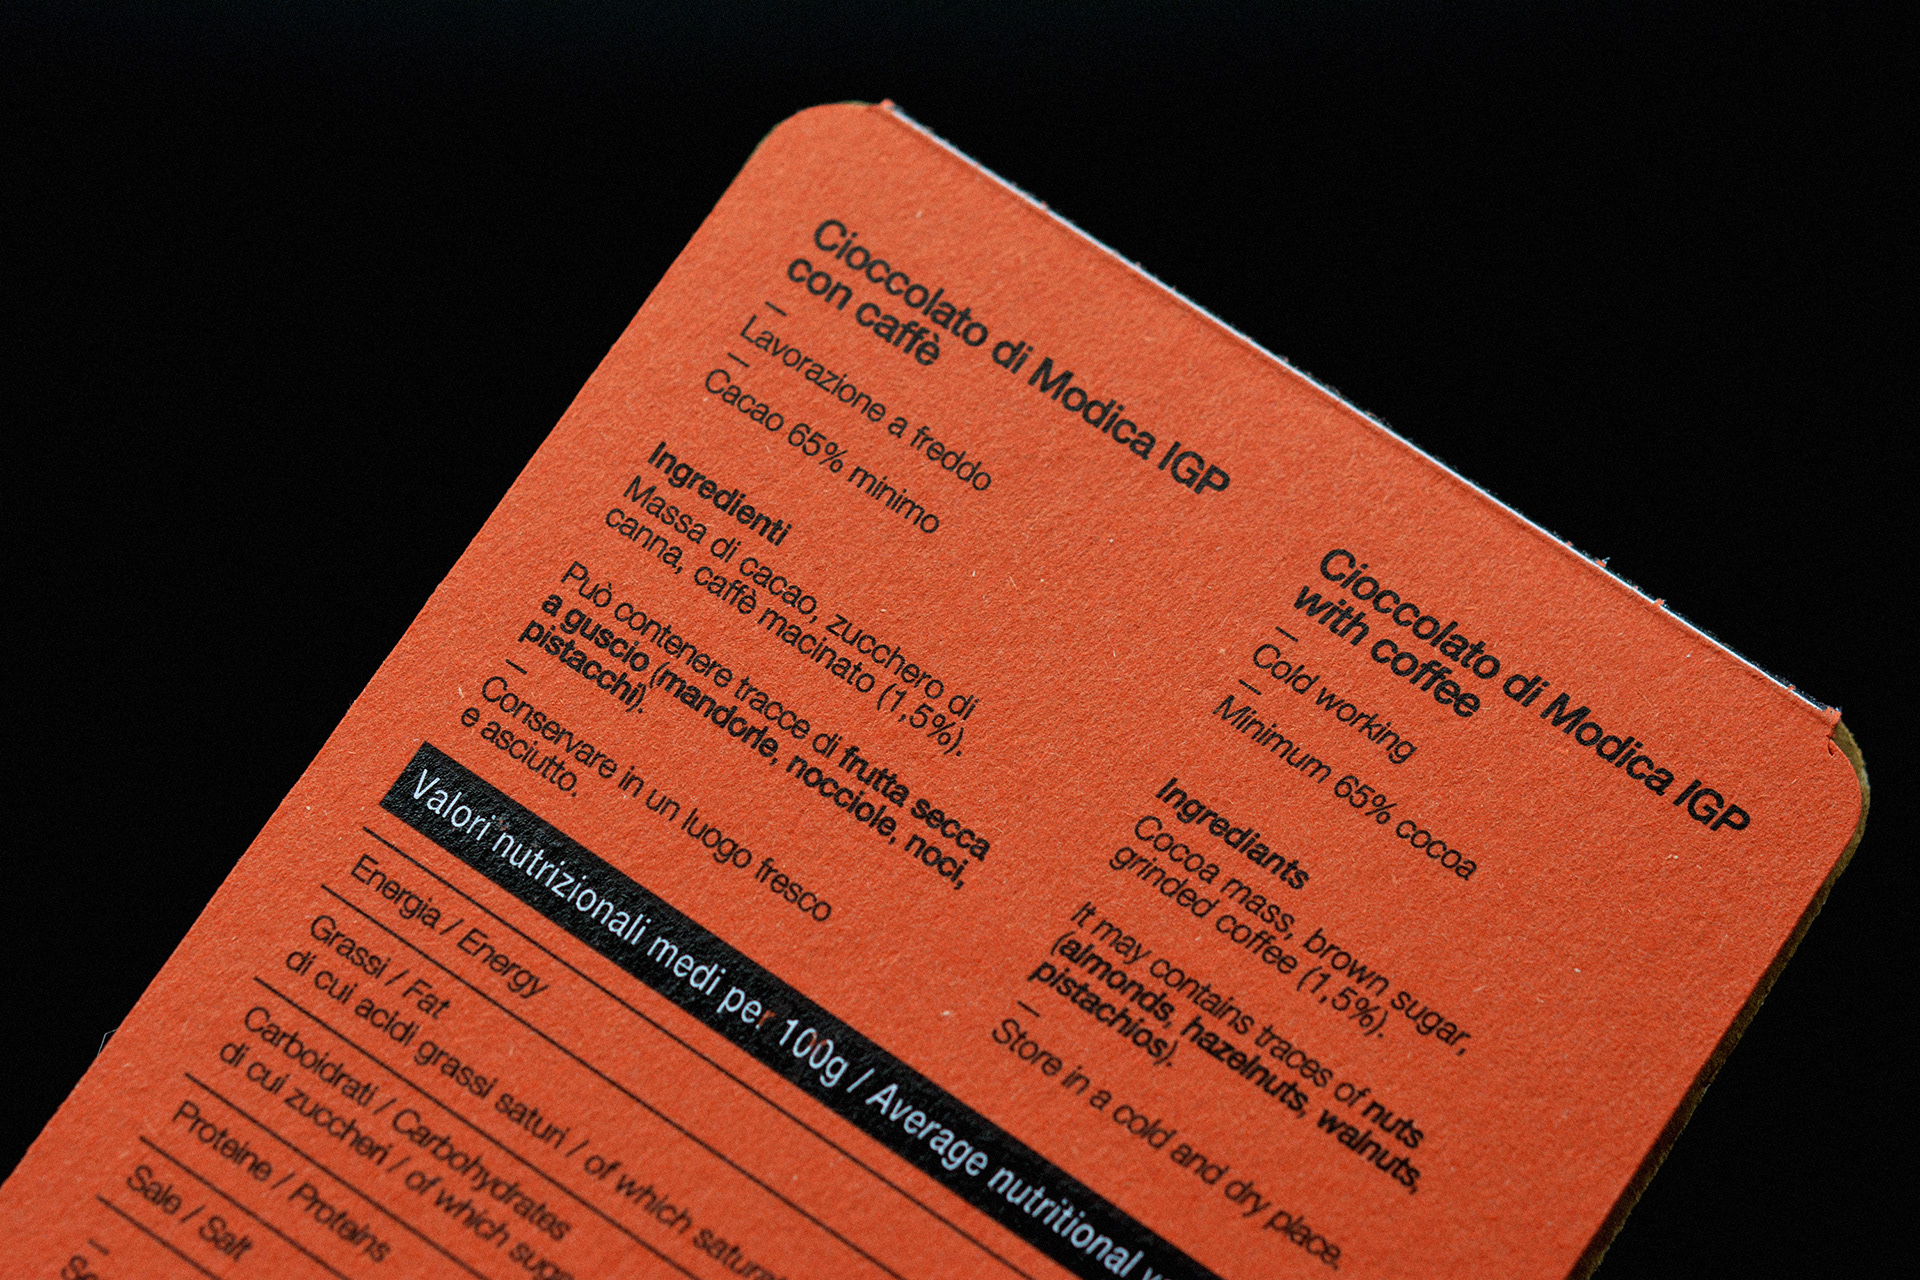 Cioccolato di Modica IGP
con caffè
–
Lavorazione a freddo
–
Cacao 65% minimo
Ingredienti
Massa di cacao, zucchero di
canna, caffè macinato (1,5%).
Può contenere tracce di frutta secca
a guscio (mandorle, nocciole, noci,
pistacchi).
–
Conservare in un luogo fresco
e asciutto.
Cioccolato di Modica IGP
with coffee
–
Cold working
–
Minimum 65% cocoa
Ingrediants
Cocoa mass, brown sugar,
grinded coffee (1,5%).
It may contains traces of nuts
(almonds, hazelnuts, walnuts,
pistachios).
–
Store in a cold and dry place.
Valori nutrizionali medi per 100g / Average nutritional
Energia / Energy
Grassi / Fat
di cui acidi grassi saturi / of which
Carboidrati / Carbohydrates
di cui zuccheri / of which
Proteine / Proteins
Sale / Salt
–